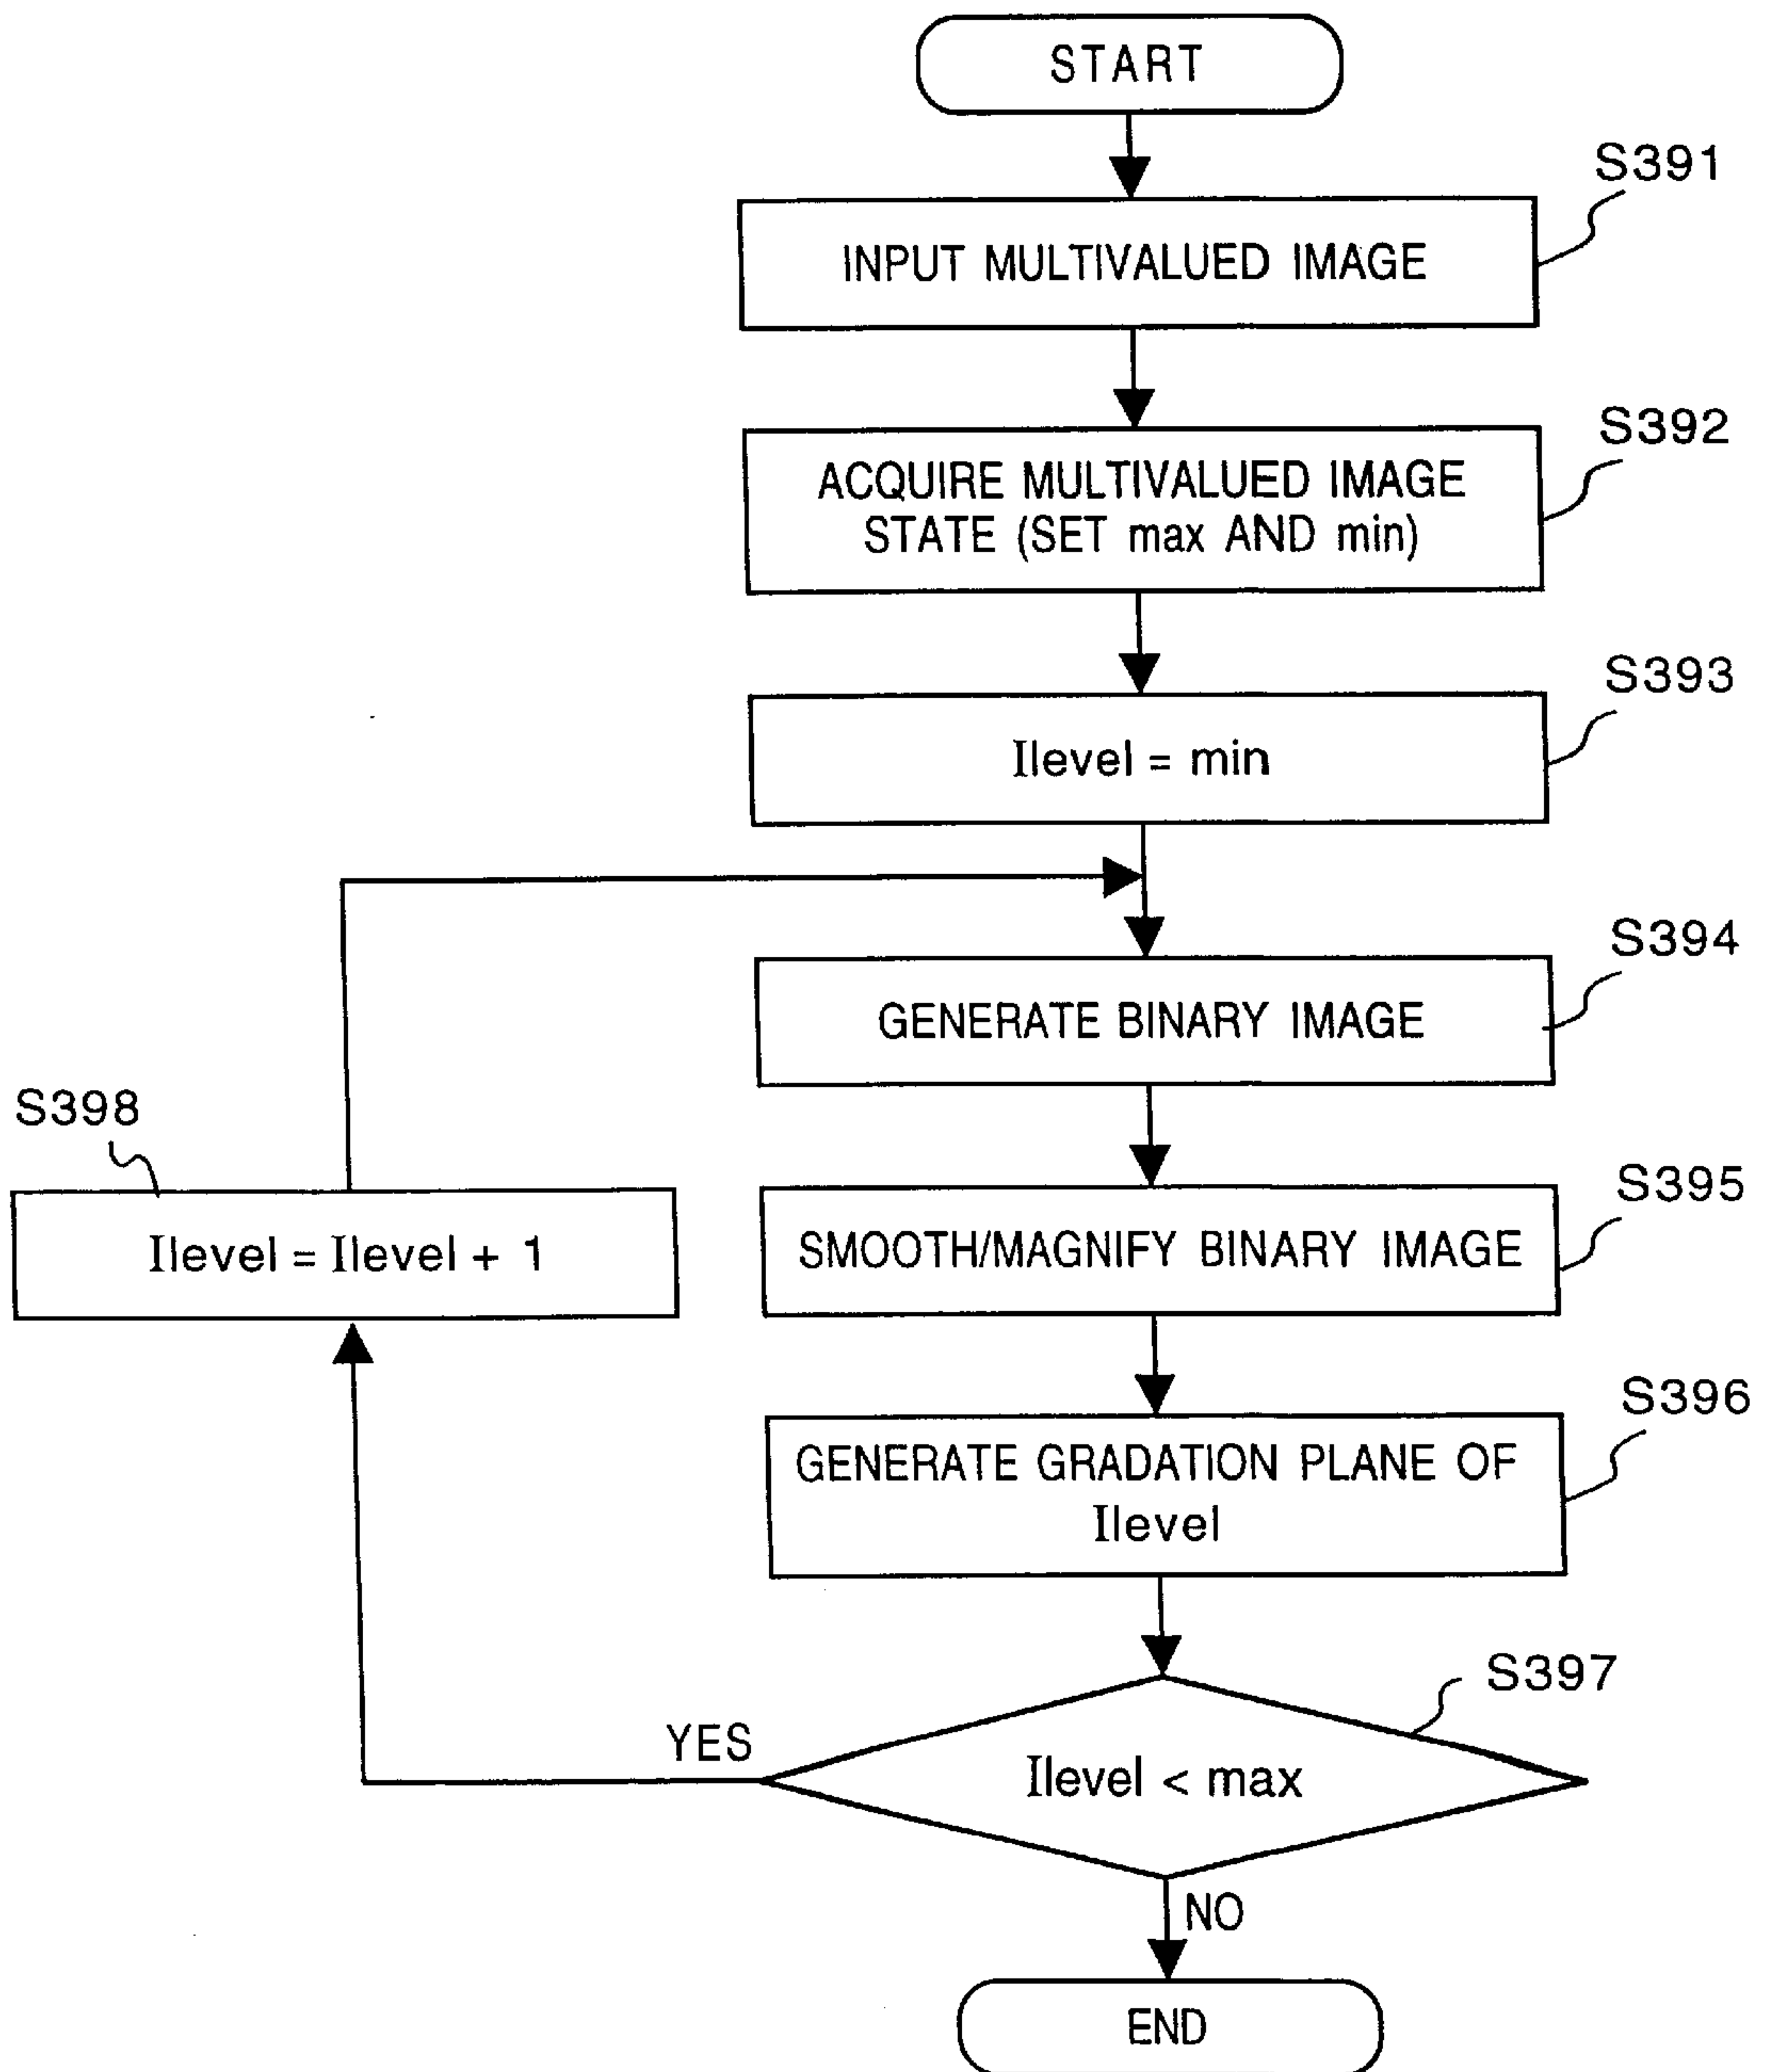 START
S391
INPUT MULTIVALUED IMAGE
S392
ACQUIRE MULTIVALUED IMAGE
STATE (SET max AND min)
S393
Ilevel = min
S394
GENERATE BINARY IMAGE
S398
Ilevel = Ilevel + 1
S395
SMOOTH/MAGNIFY BINARY IMAGE
S396
GENERATE GRADATION PLANE OF
Ilevel
S397
YES
Ilevel < max
NO
END